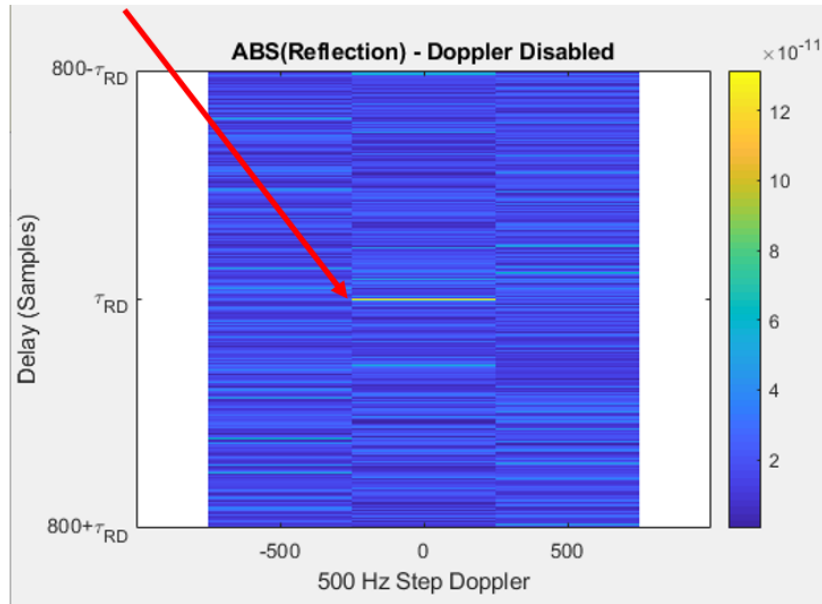 ABS(Reflection) - Doppler Disabled
×10-11
800-τRD
τRD
800+τRD
Delay (Samples)
-500
0
500
500 Hz Step Doppler
12
10
8
6
4
2